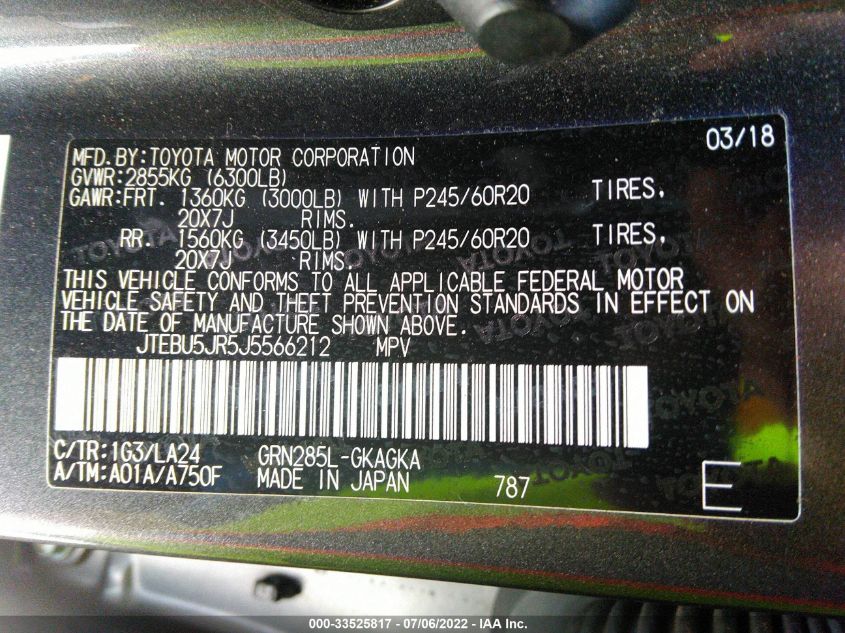 03/18
MFD.BY:TOYOTA MOTOR CORPORATION
GVWR:2855KG (6300LB)
GAWR:FRT. 1360KG (3000LB) WITH P245/60R20 TIRES,
20X7J RIMS.
RR. 1560KG (3450LB) WITH P245/60R20 TIRES,
20X7J RIMS.
THIS VEHICLE CONFORMS TO ALL APPLICABLE FEDERAL MOTOR
VEHICLE SAFETY AND THEFT PREVENTION STANDARDS IN EFFECT ON
THE DATE OF MANUFACTURE SHOWN ABOVE.
JTEBU5JR5J5566212 MPV
C/TR:1G3/LA24 GRN285L-GKAGKA
A/TM:A01A/A750F MADE IN JAPAN 787 E
000-33525817 - 07/06/2022 - IAA Inc.